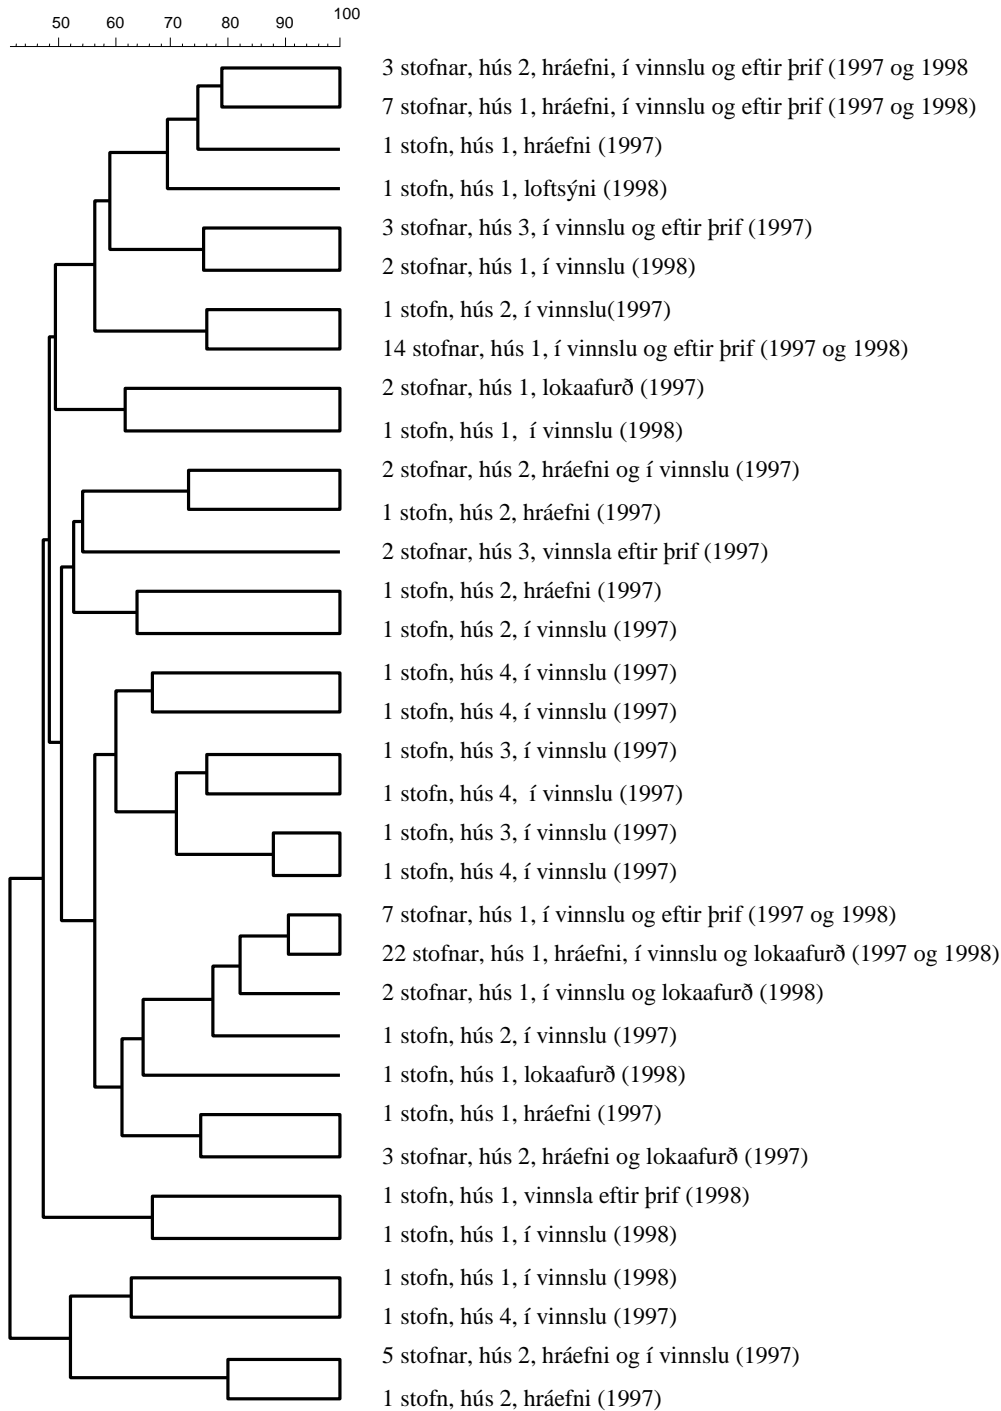 50 60 70 80 90 100
3 stofnar, hús 2, hráefni, í vinnslu og eftir þrif (1997 og 1998
7 stofnar, hús 1, hráefni, í vinnslu og eftir þrif (1997 og 1998)
1 stofn, hús 1, hráefni (1997)
1 stofn, hús 1, loftsýni (1998)
3 stofnar, hús 3, í vinnslu og eftir þrif (1997)
2 stofnar, hús 1, í vinnslu (1998)
1 stofn, hús 2, í vinnslu(1997)
14 stofnar, hús 1, í vinnslu og eftir þrif (1997 og 1998)
2 stofnar, hús 1, lokaafurð (1997)
1 stofn, hús 1,  í vinnslu (1998)
2 stofnar, hús 2, hráefni og í vinnslu (1997)
1 stofn, hús 2, hráefni (1997)
2 stofnar, hús 3, vinnsla eftir þrif (1997)
1 stofn, hús 2, hráefni (1997)
1 stofn, hús 2, í vinnslu (1997)
1 stofn, hús 4, í vinnslu (1997)
1 stofn, hús 4, í vinnslu (1997)
1 stofn, hús 3, í vinnslu (1997)
1 stofn, hús 4,  í vinnslu (1997)
1 stofn, hús 3, í vinnslu (1997)
1 stofn, hús 4, í vinnslu (1997)
7 stofnar, hús 1, í vinnslu og eftir þrif (1997 og 1998)
22 stofnar, hús 1, hráefni, í vinnslu og lokaafurð (1997 og 1998)
2 stofnar, hús 1, í vinnslu og lokaafurð (1998)
1 stofn, hús 2, í vinnslu (1997)
1 stofn, hús 1, lokaafurð (1998)
1 stofn, hús 1, hráefni (1997)
3 stofnar, hús 2, hráefni og lokaafurð (1997)
1 stofn, hús 1, vinnsla eftir þrif (1998)
1 stofn, hús 1, í vinnslu (1998)
1 stofn, hús 1, í vinnslu (1998)
1 stofn, hús 4, í vinnslu (1997)
5 stofnar, hús 2, hráefni og í vinnslu (1997)
1 stofn, hús 2, hráefni (1997)